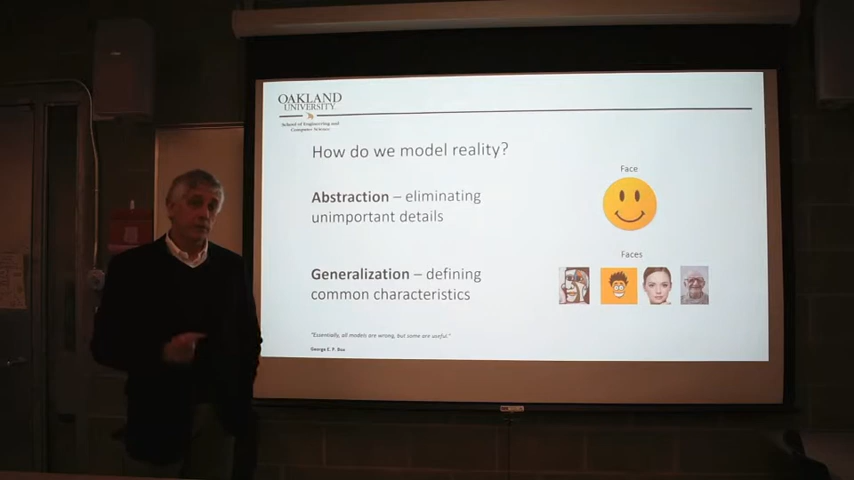 OAKLAND
UNIVERSITY
School of Engineering and
Computer Science
How do we model reality?
Face
Abstraction – eliminating
unimportant details
Faces
Generalization – defining
common characteristics
"Essentially, all models are wrong, but some are useful."
George E. P. Box